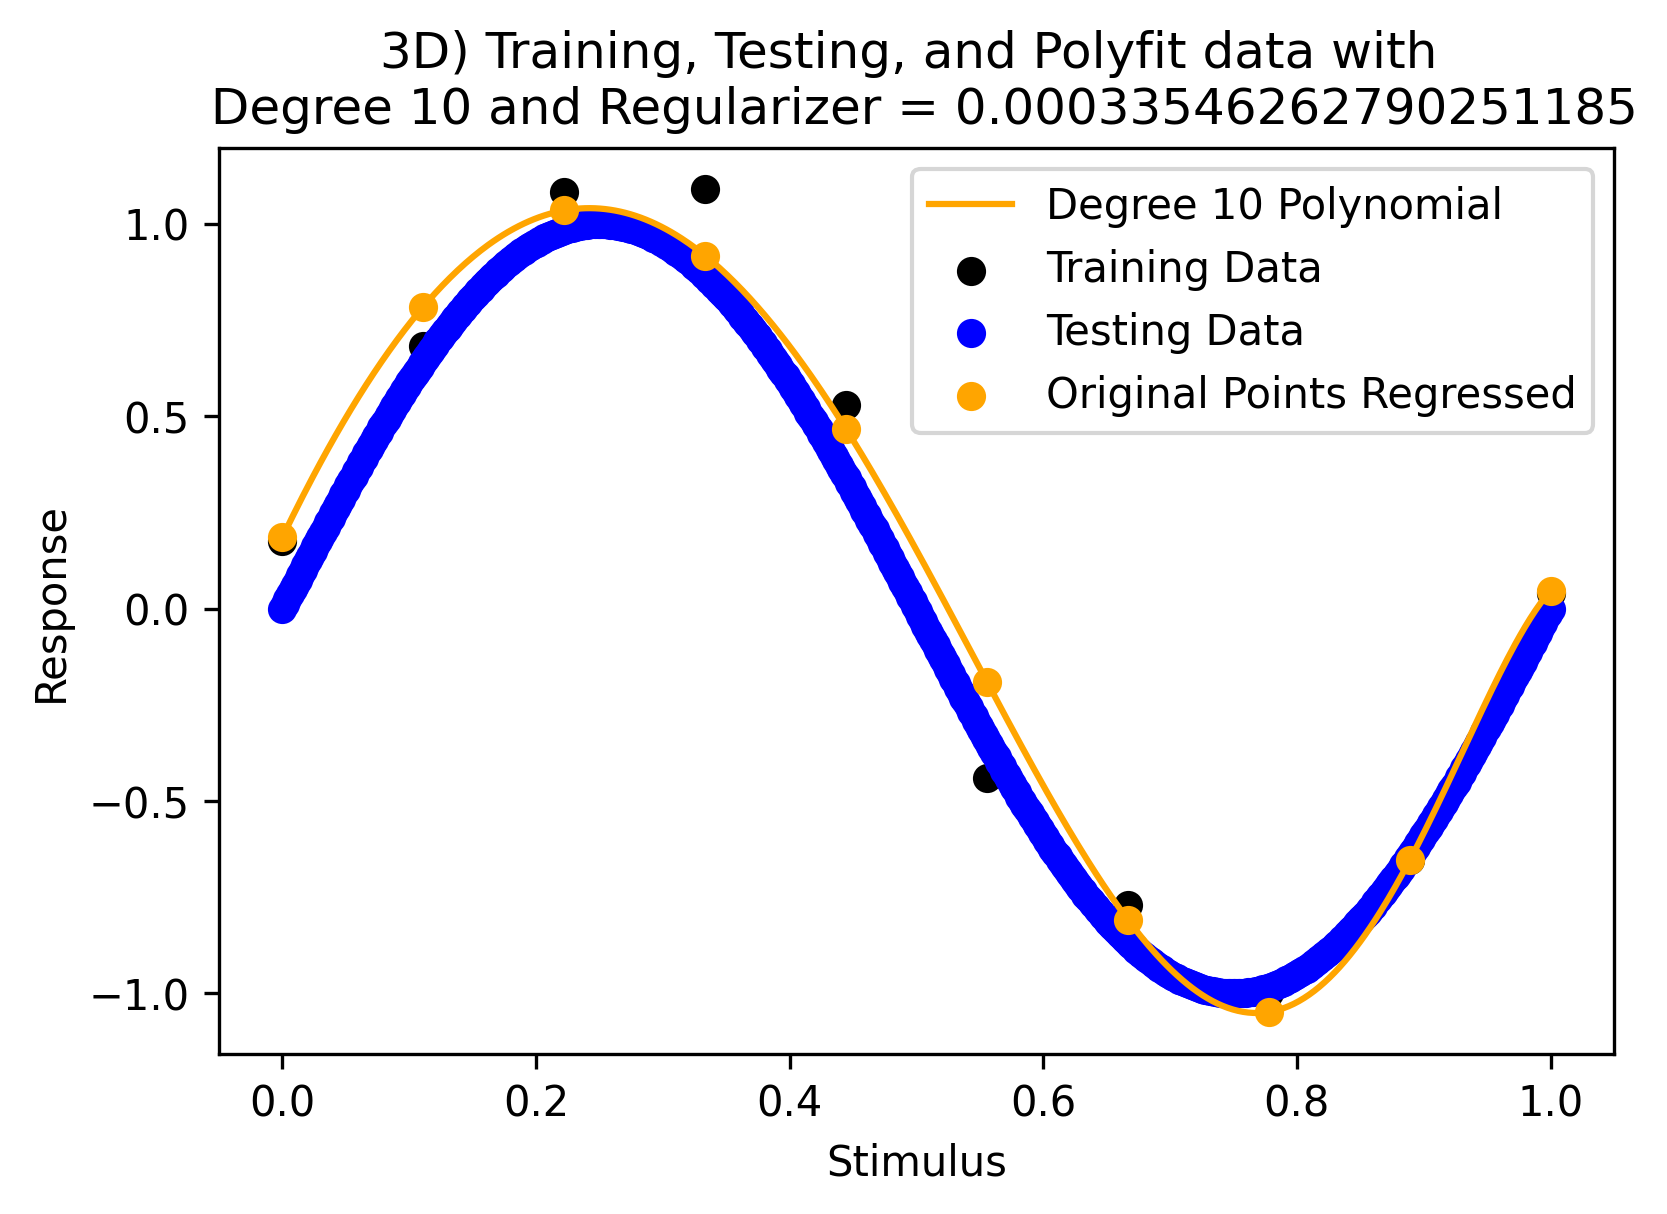 3D) Training, Testing, and Polyfit data with
Degree 10 and Regularizer = 0.00033546262790251185
Degree 10 Polynomial
Training Data
Testing Data
Original Points Regressed
1.0
0.5
0.0
−0.5
−1.0
Response
0.0 0.2 0.4 0.6 0.8 1.0
Stimulus